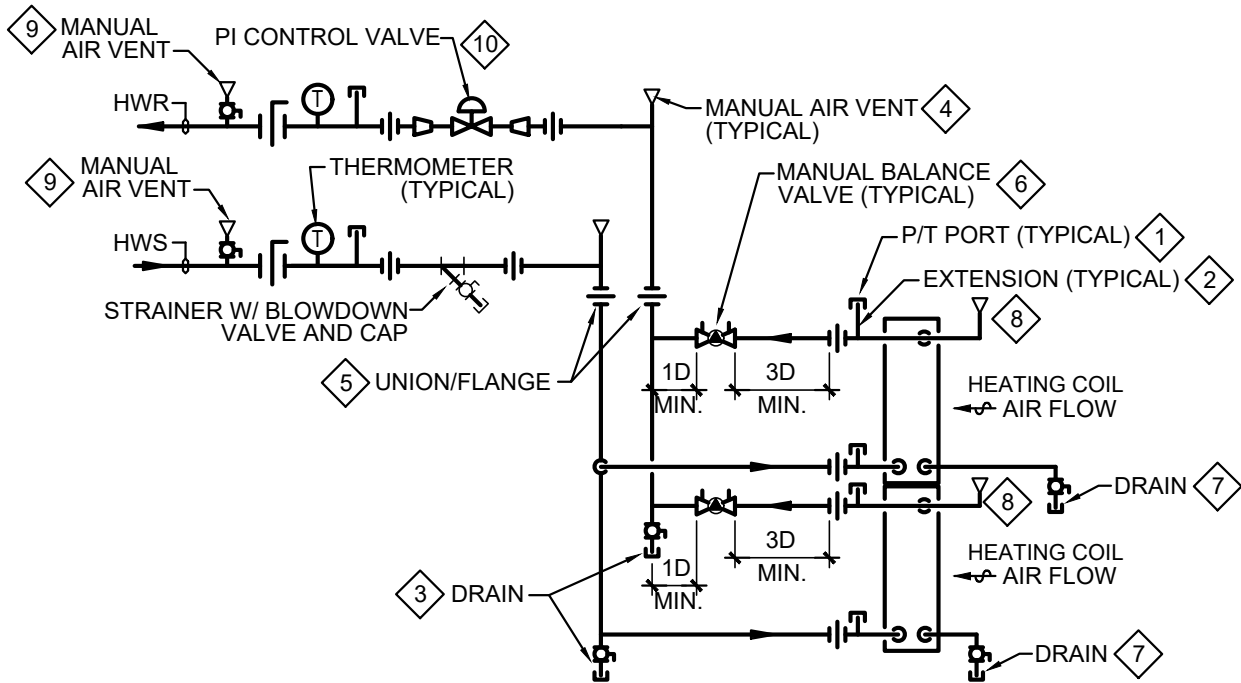 9
MANUAL
AIR VENT
PI CONTROL VALVE
10
HWR
T
MANUAL AIR VENT
(TYPICAL)
4
9
MANUAL
AIR VENT
THERMOMETER
(TYPICAL)
MANUAL BALANCE
VALVE (TYPICAL)
6
HWS
T
P/T PORT (TYPICAL)
1
EXTENSION (TYPICAL)
2
STRAINER W/ BLOWDOWN
VALVE AND CAP
8
5
UNION/FLANGE
1D
MIN.
3D
MIN.
HEATING COIL
AIR FLOW
DRAIN
7
8
1D
MIN.
3D
MIN.
HEATING COIL
AIR FLOW
3
DRAIN
DRAIN
7